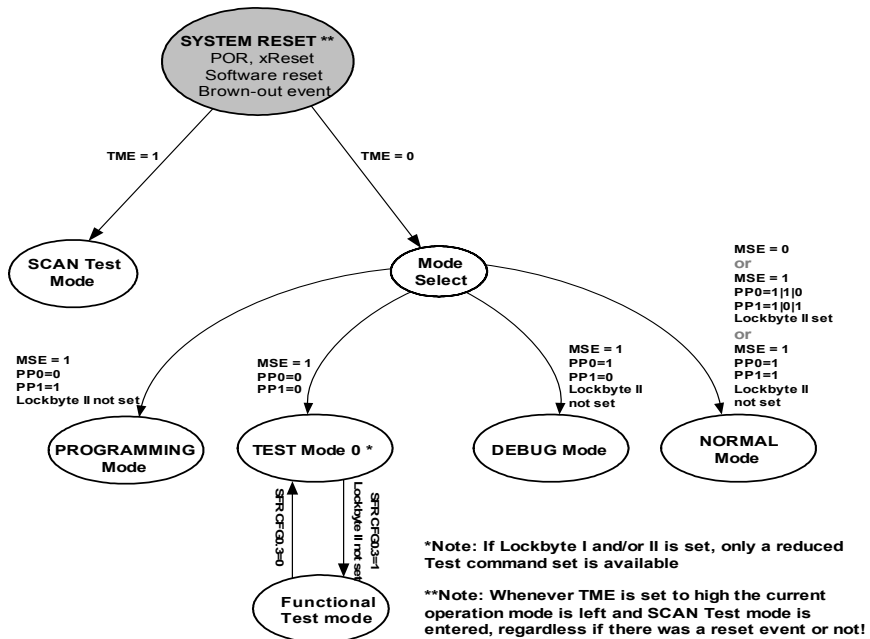 SYSTEM RESET **
POR, xReset
Software reset
Brown-out event
TME = 1
TME = 0
SCAN Test
Mode
Mode
Select
MSE = 0
or
MSE = 1
PP0=1|1|0
PP1=1|0|1
Lockbyte II set
or
MSE = 1
PP0=1
PP1=1
Lockbyte II
not set
MSE = 1
PP0=0
PP1=1
Lockbyte II not set
MSE = 1
PP0=0
PP1=0
MSE = 1
PP0=1
PP1=0
Lockbyte II
not set
PROGRAMMING
Mode
TEST Mode 0 *
DEBUG Mode
NORMAL
Mode
SFR CFG0.3=0
SFR CFG0.3=1
Lockbyte II not set
Functional
Test mode
*Note: If Lockbyte I and/or II is set, only a reduced
Test command set is available
**Note: Whenever TME is set to high the current
operation mode is left and SCAN Test mode is
entered, regardless if there was a reset event or not!